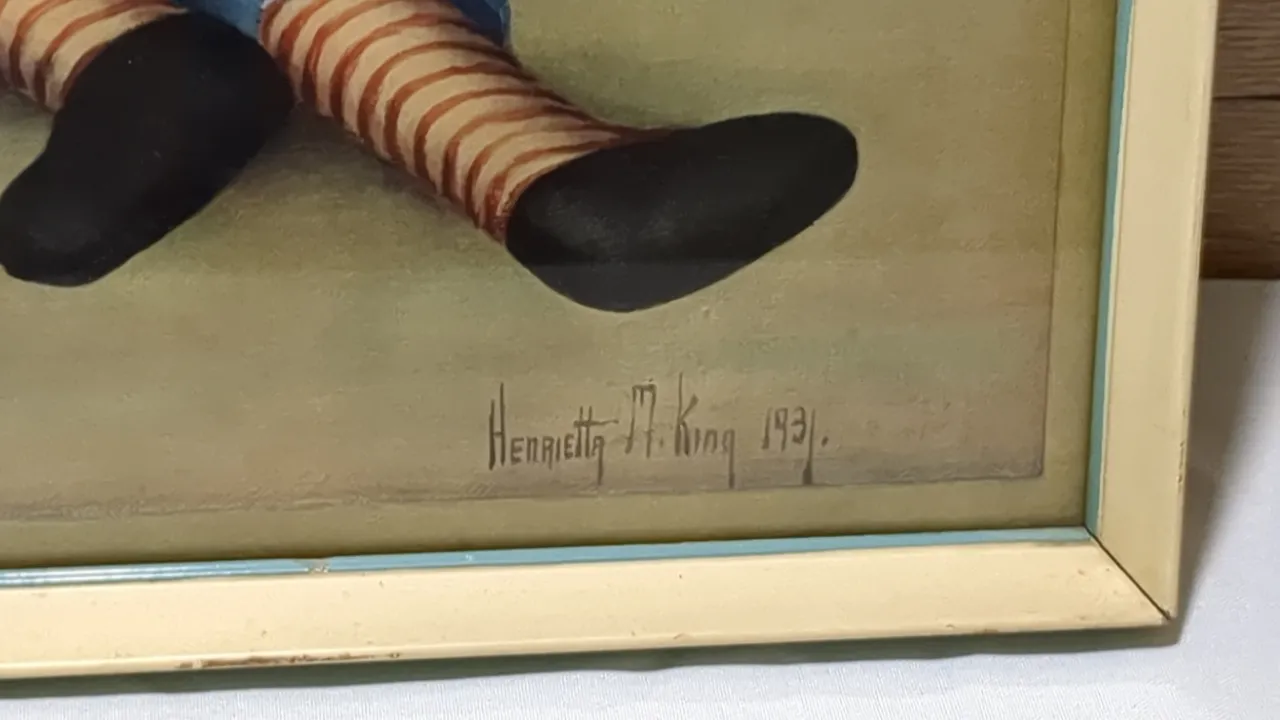 Henrietta M. King 1931.